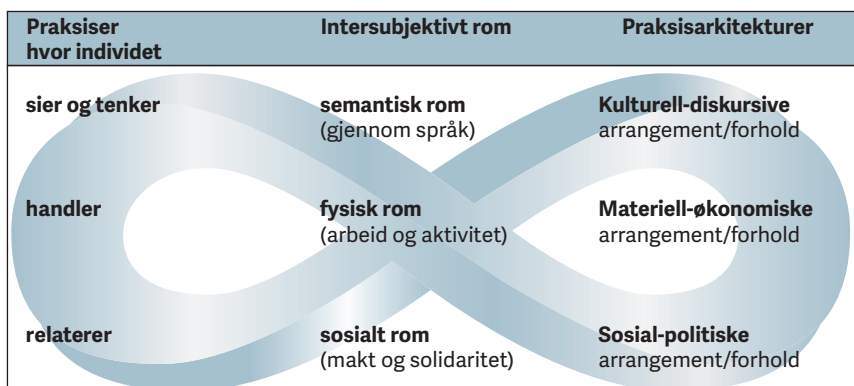 Praksiser
hvor individet
Intersubjektivt rom
Praksisarkitekturer
sier og tenker
semantisk rom
(gjennom språk)
Kulturell-diskursive
arrangement/forhold
handler
fysisk rom
(arbeid og aktivitet)
Materiell-økonomiske
arrangement/forhold
relaterer
sosialt rom
(makt og solidaritet)
Sosial-politiske
arrangement/forhold